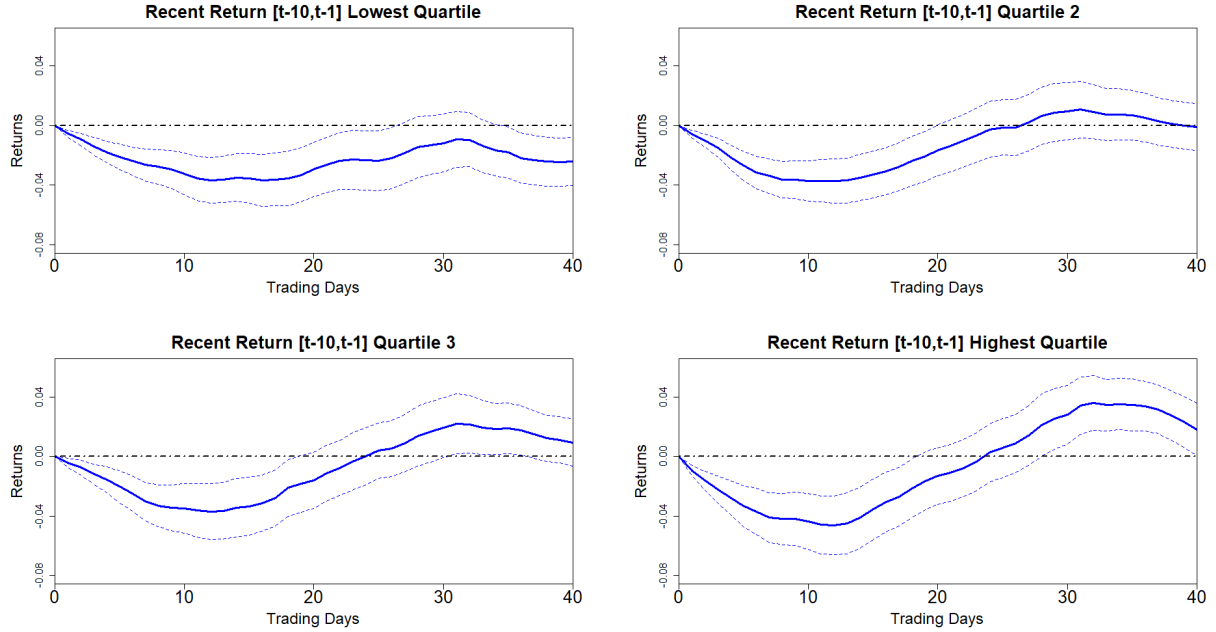 Recent Return [t-10,t-1] Lowest Quartile
Returns
0.04
0.00
-0.04
-0.08
0 10 20 30 40
Trading Days
Recent Return [t-10,t-1] Quartile 2
Returns
0.04
0.00
-0.04
-0.08
0 10 20 30 40
Trading Days
Recent Return [t-10,t-1] Quartile 3
Returns
0.04
0.00
-0.04
-0.08
0 10 20 30 40
Trading Days
Recent Return [t-10,t-1] Highest Quartile
Returns
0.04
0.00
-0.04
-0.08
0 10 20 30 40
Trading Days